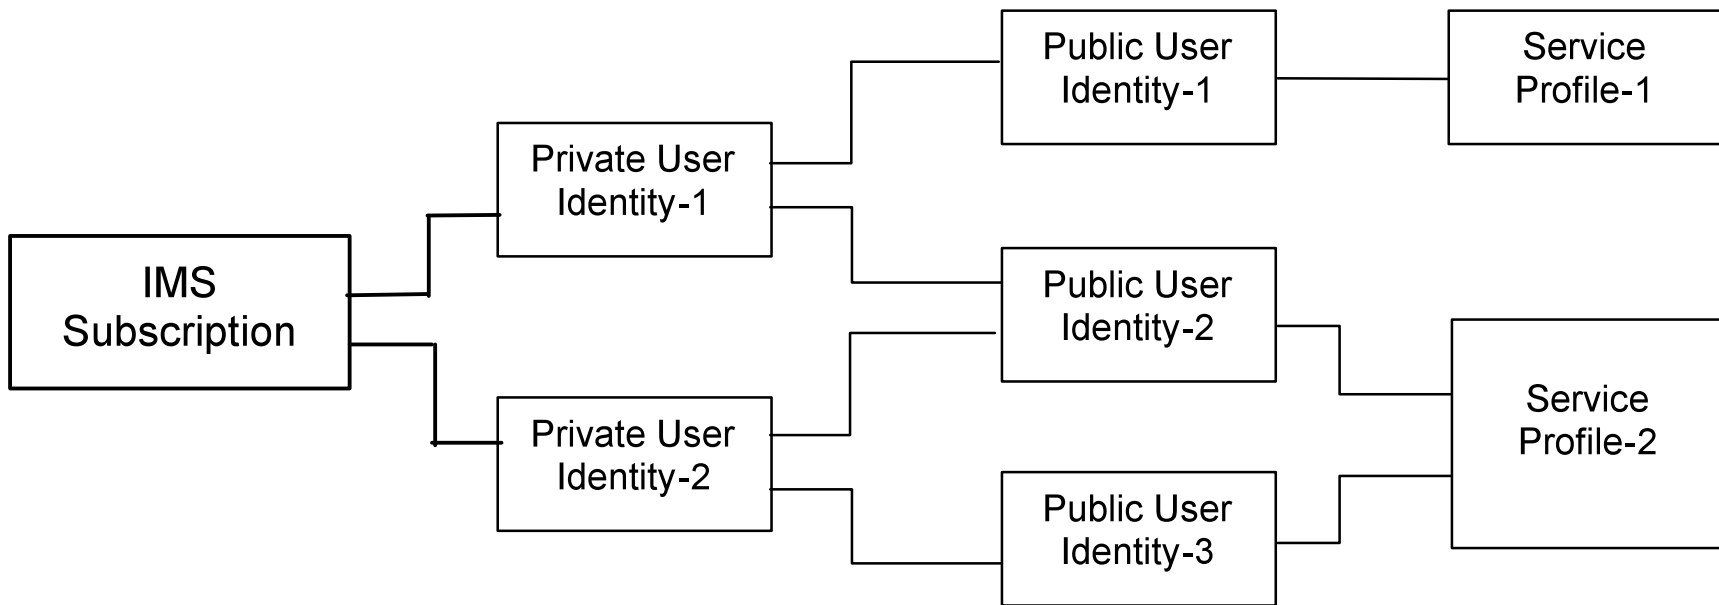 IMS
Subscription
Private User
Identity-1
Private User
Identity-2
Public User
Identity-1
Public User
Identity-2
Public User
Identity-3
Service
Profile-1
Service
Profile-2